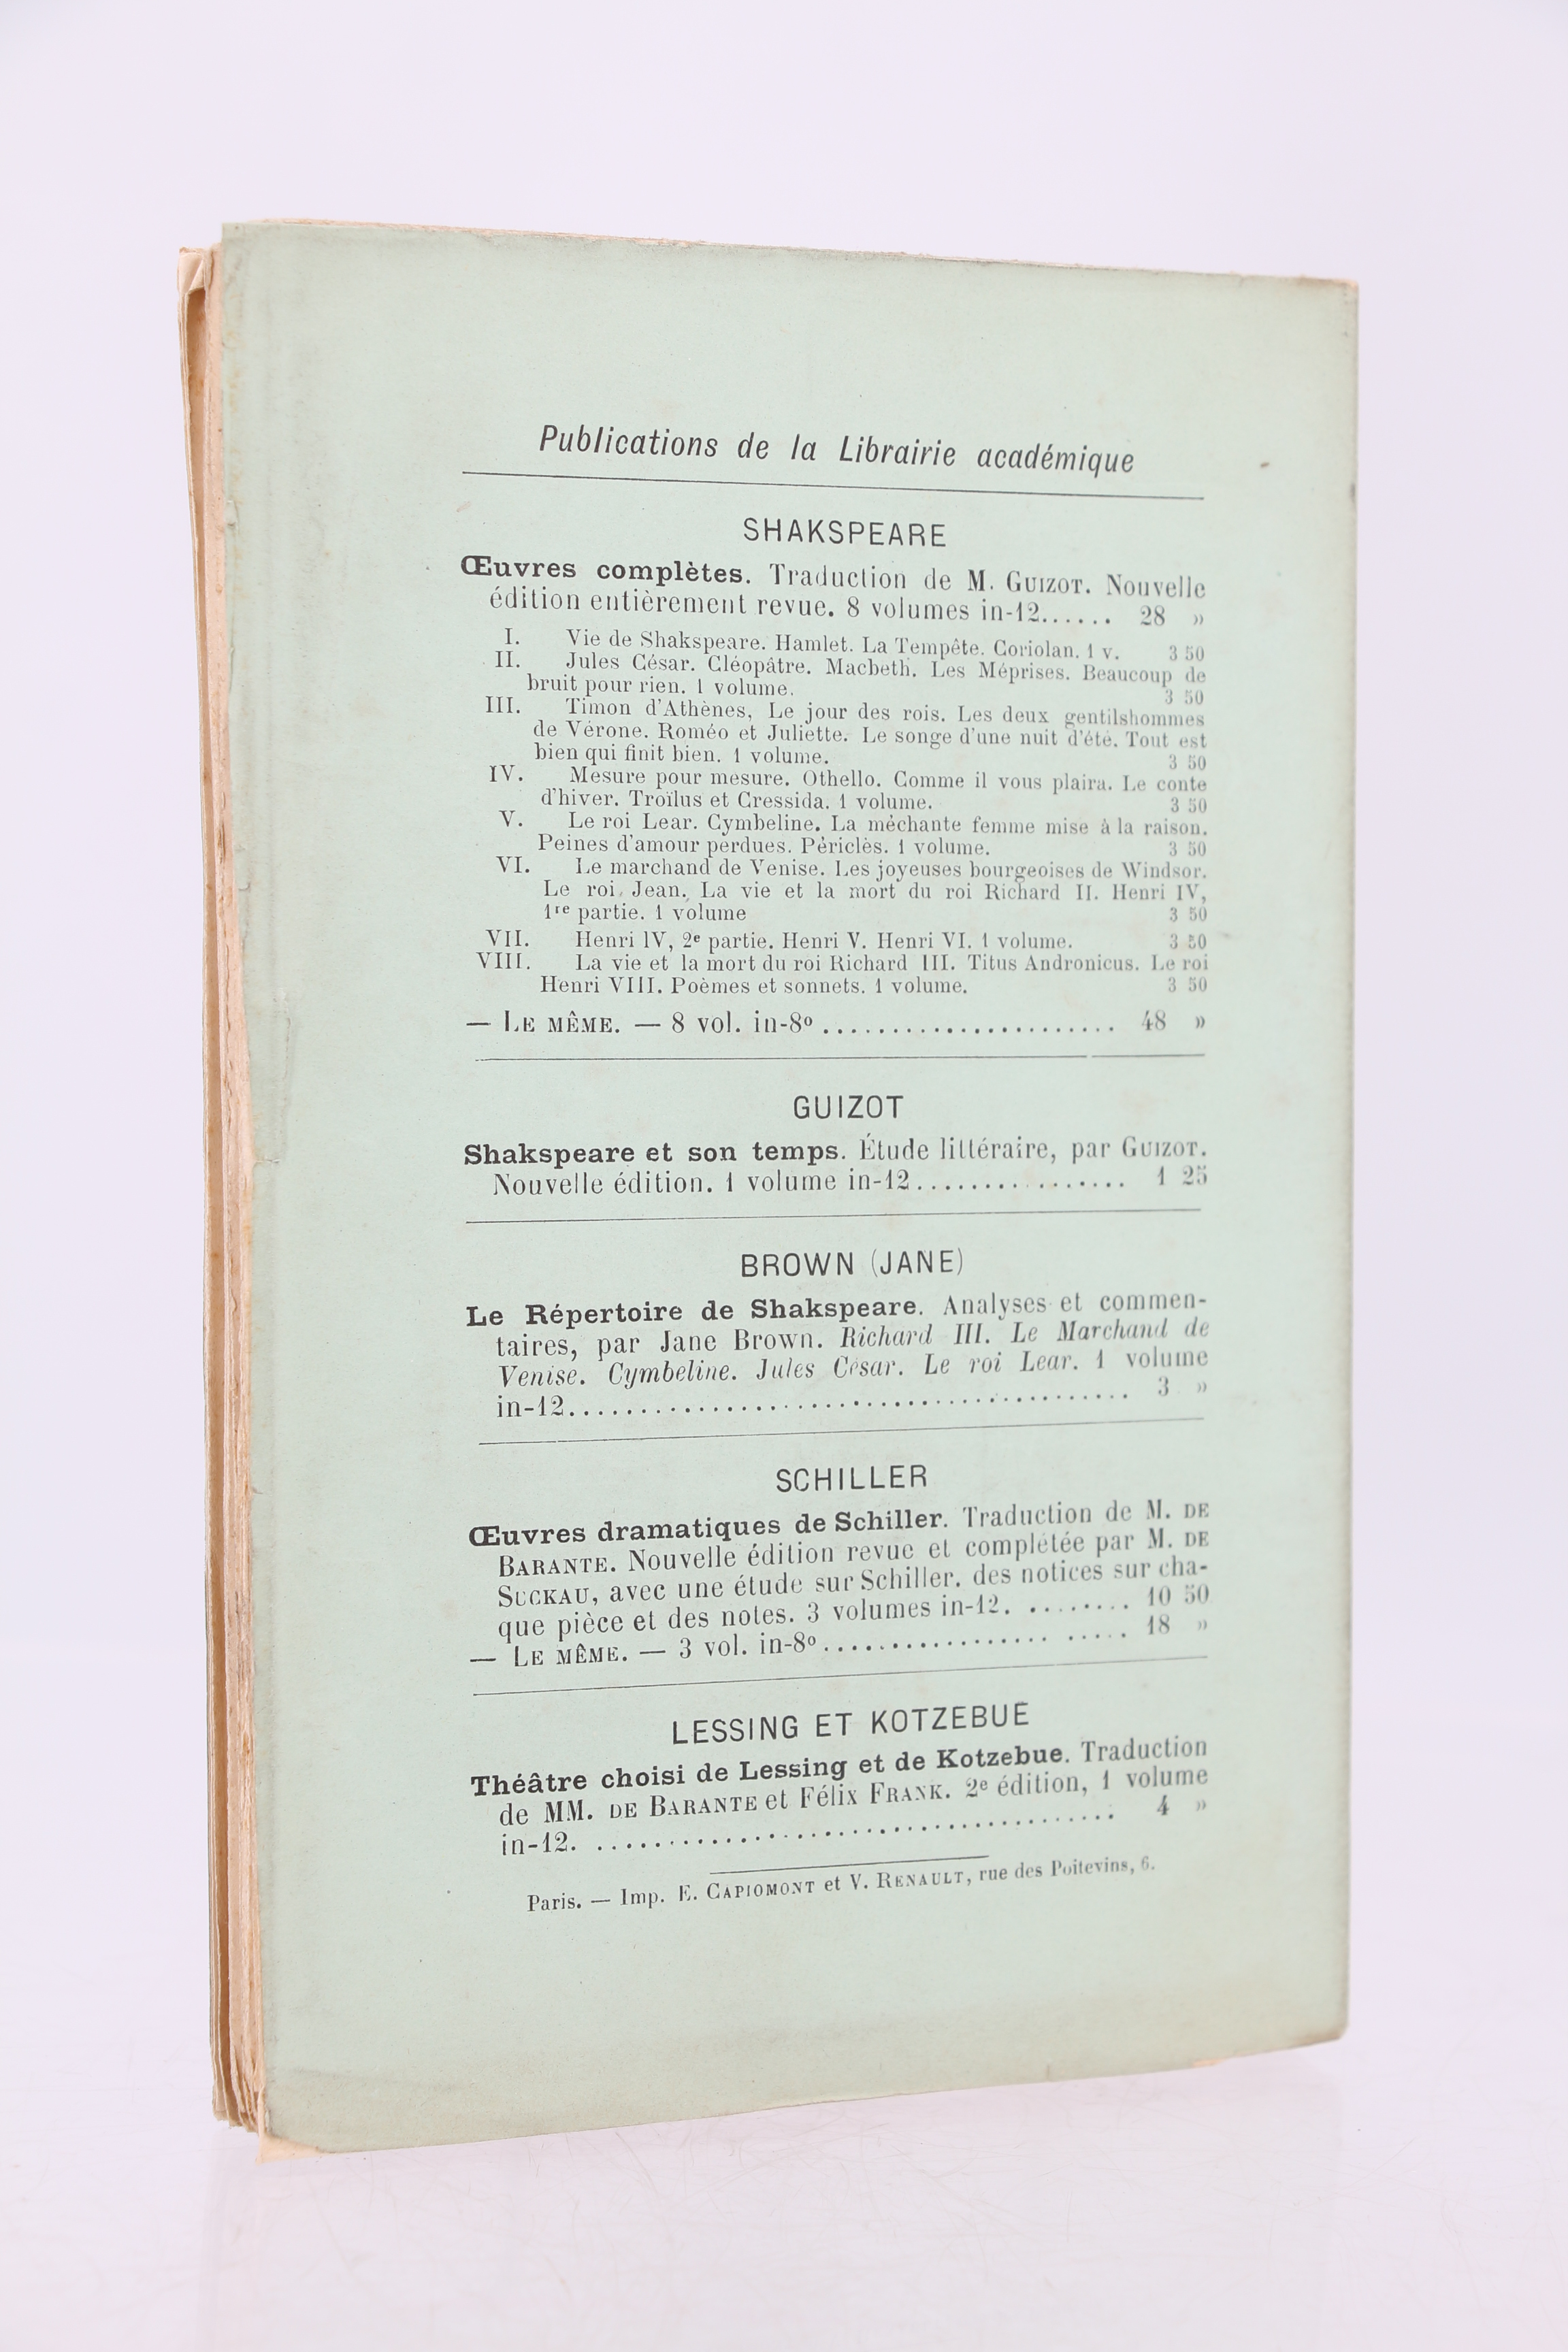 Publications de la Librairie académique
SHAKSPEARE
Œuvres complètes. Traduction de M. GUIZOT. Nouvelle
édition entièrement revue. 8 volumes in-12...... 28 »
I. Vie de Shakspeare. Hamlet. La Tempête. Coriolan. 1 v. 3 50
II. Jules César. Cléopâtre. Macbeth. Les Méprises. Beaucoup de
bruit pour rien. 1 volume. 3 50
III. Timon d'Athènes, Le jour des rois. Les deux gentilshommes
de Vérone. Roméo et Juliette. Le songe d'une nuit d'été. Tout est
bien qui finit bien. 1 volume. 3 50
IV. Mesure pour mesure. Othello. Comme il vous plaira. Le conte
d'hiver. Troïlus et Cressida. 1 volume. 3 50
V. Le roi Lear. Cymbeline. La méchante femme mise à la raison.
Peines d'amour perdues. Périclès. 1 volume. 3 50
VI. Le marchand de Venise. Les joyeuses bourgeoises de Windsor.
Le roi Jean. La vie et la mort du roi Richard II. Henri IV,
1re partie. 1 volume 3 50
VII. Henri IV, 2e partie. Henri V. Henri VI. 1 volume. 3 50
VIII. La vie et la mort du roi Richard III. Titus Andronicus. Le roi
Henri VIII. Poèmes et sonnets. 1 volume. 3 50
— LE MÊME. — 8 vol. in-8º ...................... 48 »
GUIZOT
Shakspeare et son temps. Étude littéraire, par GUIZOT.
Nouvelle édition. 1 volume in-12................ 1 25
BROWN (JANE)
Le Répertoire de Shakspeare. Analyses et commen-
taires, par Jane Brown. Richard III. Le Marchand de
Venise. Cymbeline. Jules César. Le roi Lear. 1 volume
in-12........................................ 3 »
SCHILLER
Œuvres dramatiques de Schiller. Traduction de M. DE
BARANTE. Nouvelle édition revue et complétée par M. DE
SUCKAU, avec une étude sur Schiller. des notices sur cha-
que pièce et des notes. 3 volumes in-12. ........ 10 50
— LE MÊME. — 3 vol. in-8º...................... 18 »
LESSING ET KOTZEBUE
Théâtre choisi de Lessing et de Kotzebue. Traduction
de MM. DE BARANTE et Félix FRANK. 2e édition, 1 volume
in-12. ...................................... 4 »
Paris. — Imp. E. CAPIOMONT et V. RENAULT, rue des Poitevins, 6.